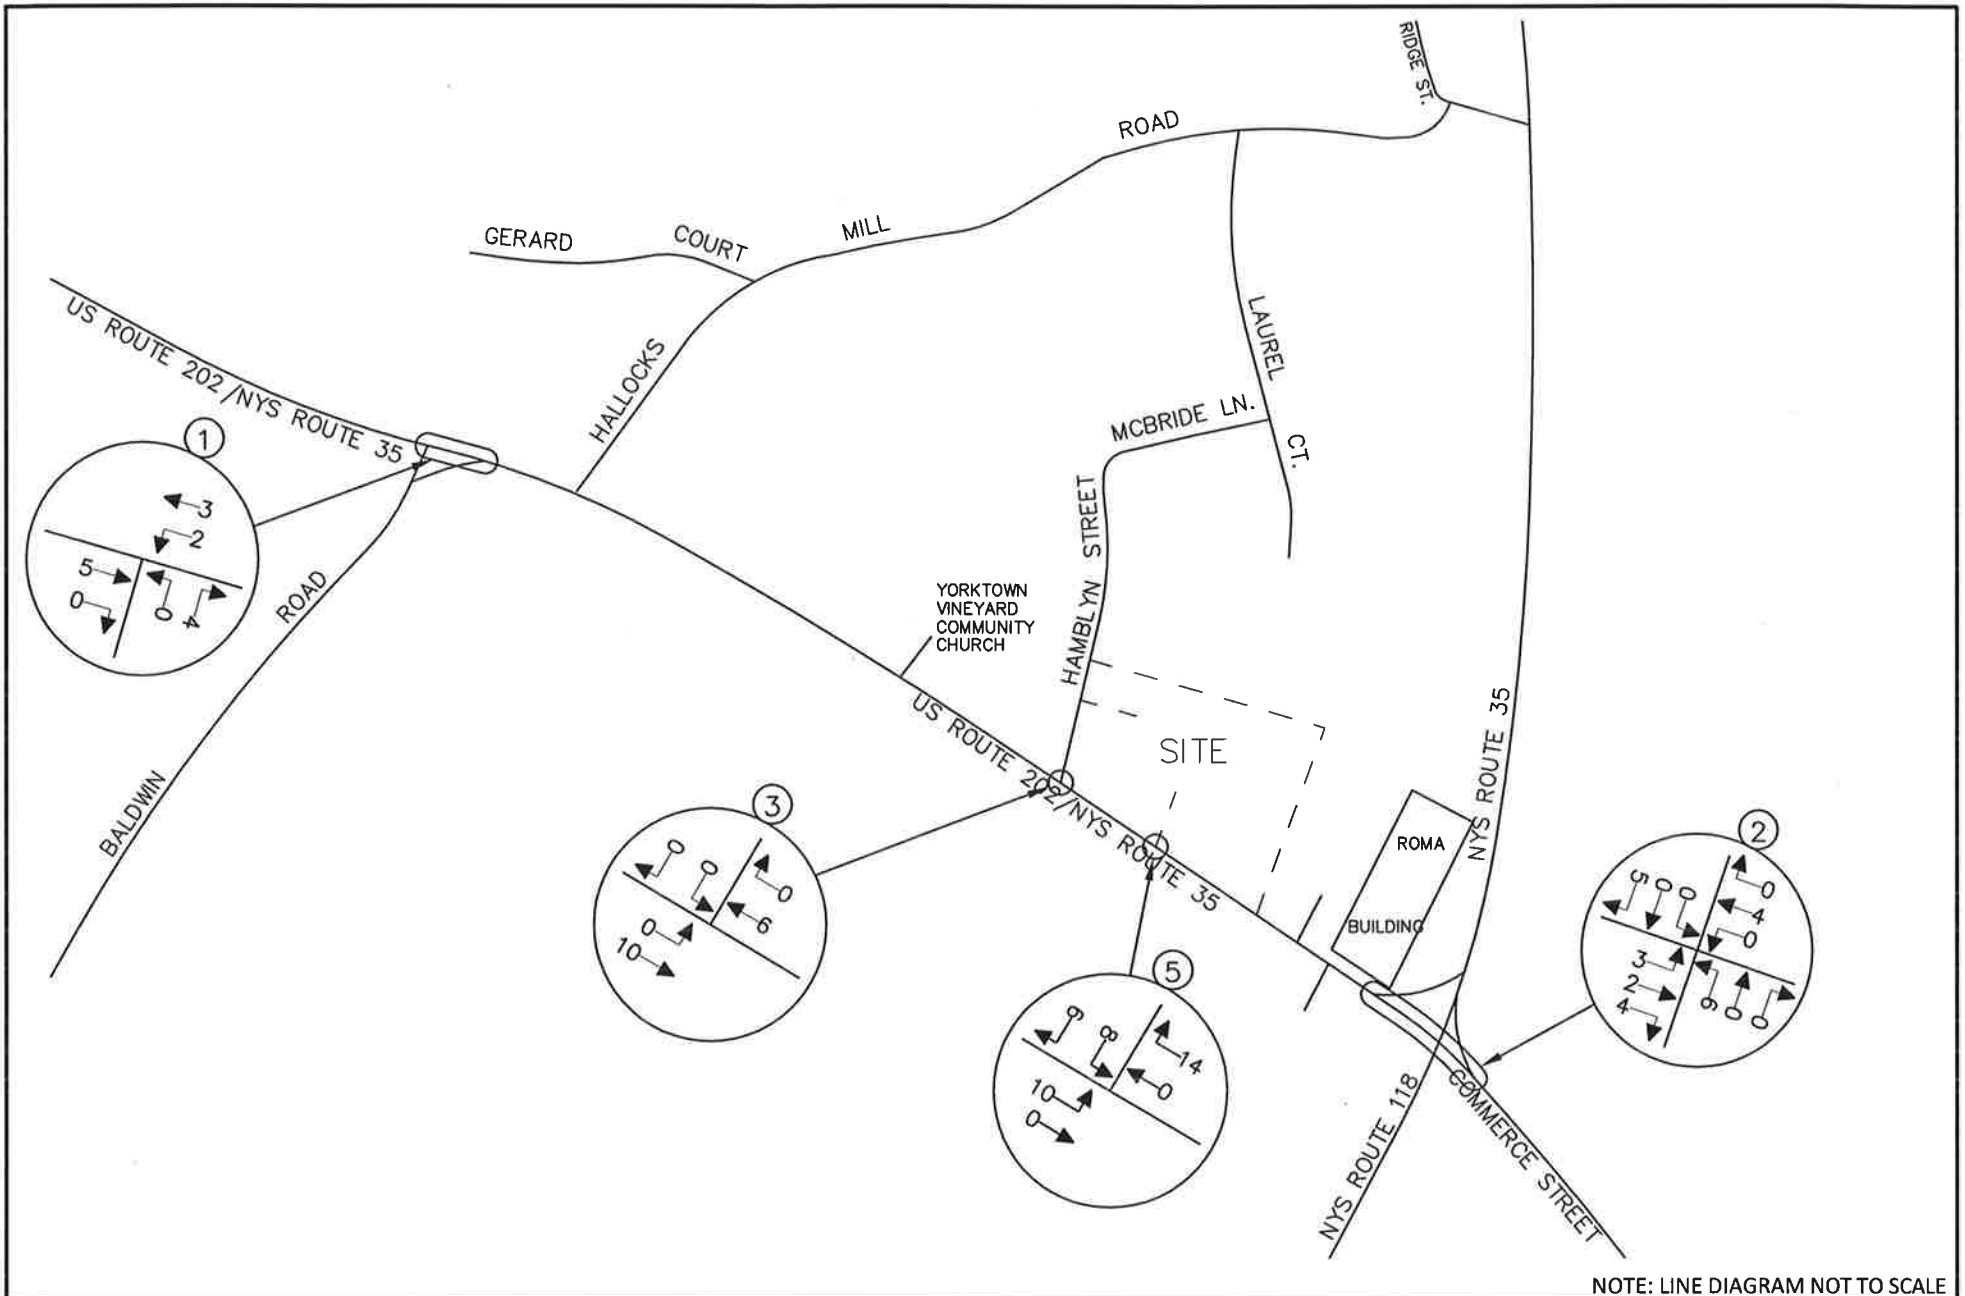 RIDGE ST.
ROAD
GERARD COURT
MILL
HALLOCKS
US ROUTE 202/NYS ROUTE 35
LAUREL CT.
MCBRIDE LN.
HAMBLYN STREET
1
3
2
5
0
0
4
ROAD
BALDWIN
YORKTOWN
VINEYARD
COMMUNITY
CHURCH
US ROUTE 202/NYS ROUTE 35
SITE
NYS ROUTE 35
ROMA
BUILDING
3
0
0
0
6
0
10
5
9
8
14
0
10
0
2
5
0
0
0
4
0
3
2
4
9
0
0
NYS ROUTE 118
COMMERCE STREET
NOTE: LINE DIAGRAM NOT TO SCALE